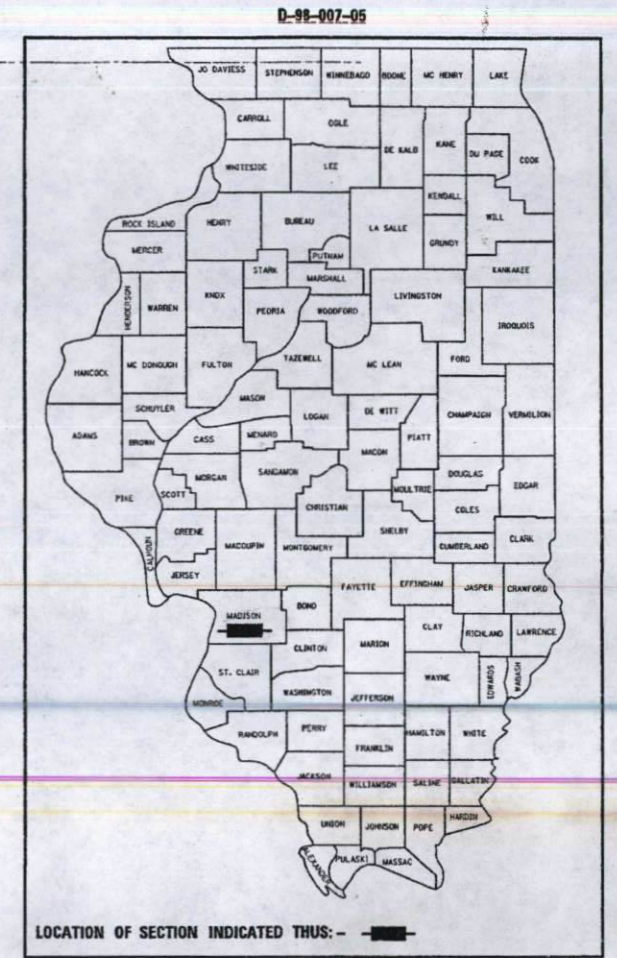 D-98-007-05
JO DAVIESS STEPHENSON WINNEBAGO BOONE MC HENRY LAKE
CARROLL OGLE
DE KALB KANE DU PAGE COOK
WHITESIDE LEE
KENDALL WILL
ROCK ISLAND HENRY BUREAU LA SALLE
GRUNDY
MERCER PUTNAM
KANKAKEE
STARK MARSHALL
HENDERSON WARREN KNOX PEORIA WOODFORD LIVINGSTON
IROQUOIS
HANCOCK MC DONOUGH FULTON TAZEWELL MC LEAN FORD
MASON
SCHUYLER LOGAN DE WITT CHAMPAIGN VERMILION
ADAMS BROWN CASS MENARD MACON PIATT
PIKE SCOTT MORGAN SANGAMON DOUGLAS EDGAR
MOULTRIE
CHRISTIAN COLES
CALHOUN GREENE MACOUPIN MONTGOMERY SHELBY CUMBERLAND CLARK
JERSEY FAYETTE EFFINGHAM JASPER CRAWFORD
MADISON BOND
CLAY RICHLAND LAWRENCE
CLINTON MARION
ST. CLAIR WAYNE EDWARDS WABASH
WASHINGTON JEFFERSON
MONROE
RANDOLPH PERRY HAMILTON WHITE
FRANKLIN
JACKSON WILLIAMSON SALINE GALLATIN
UNION JOHNSON POPE HARDIN
ALEXANDER PULASKI MASSAC
LOCATION OF SECTION INDICATED THUS: -